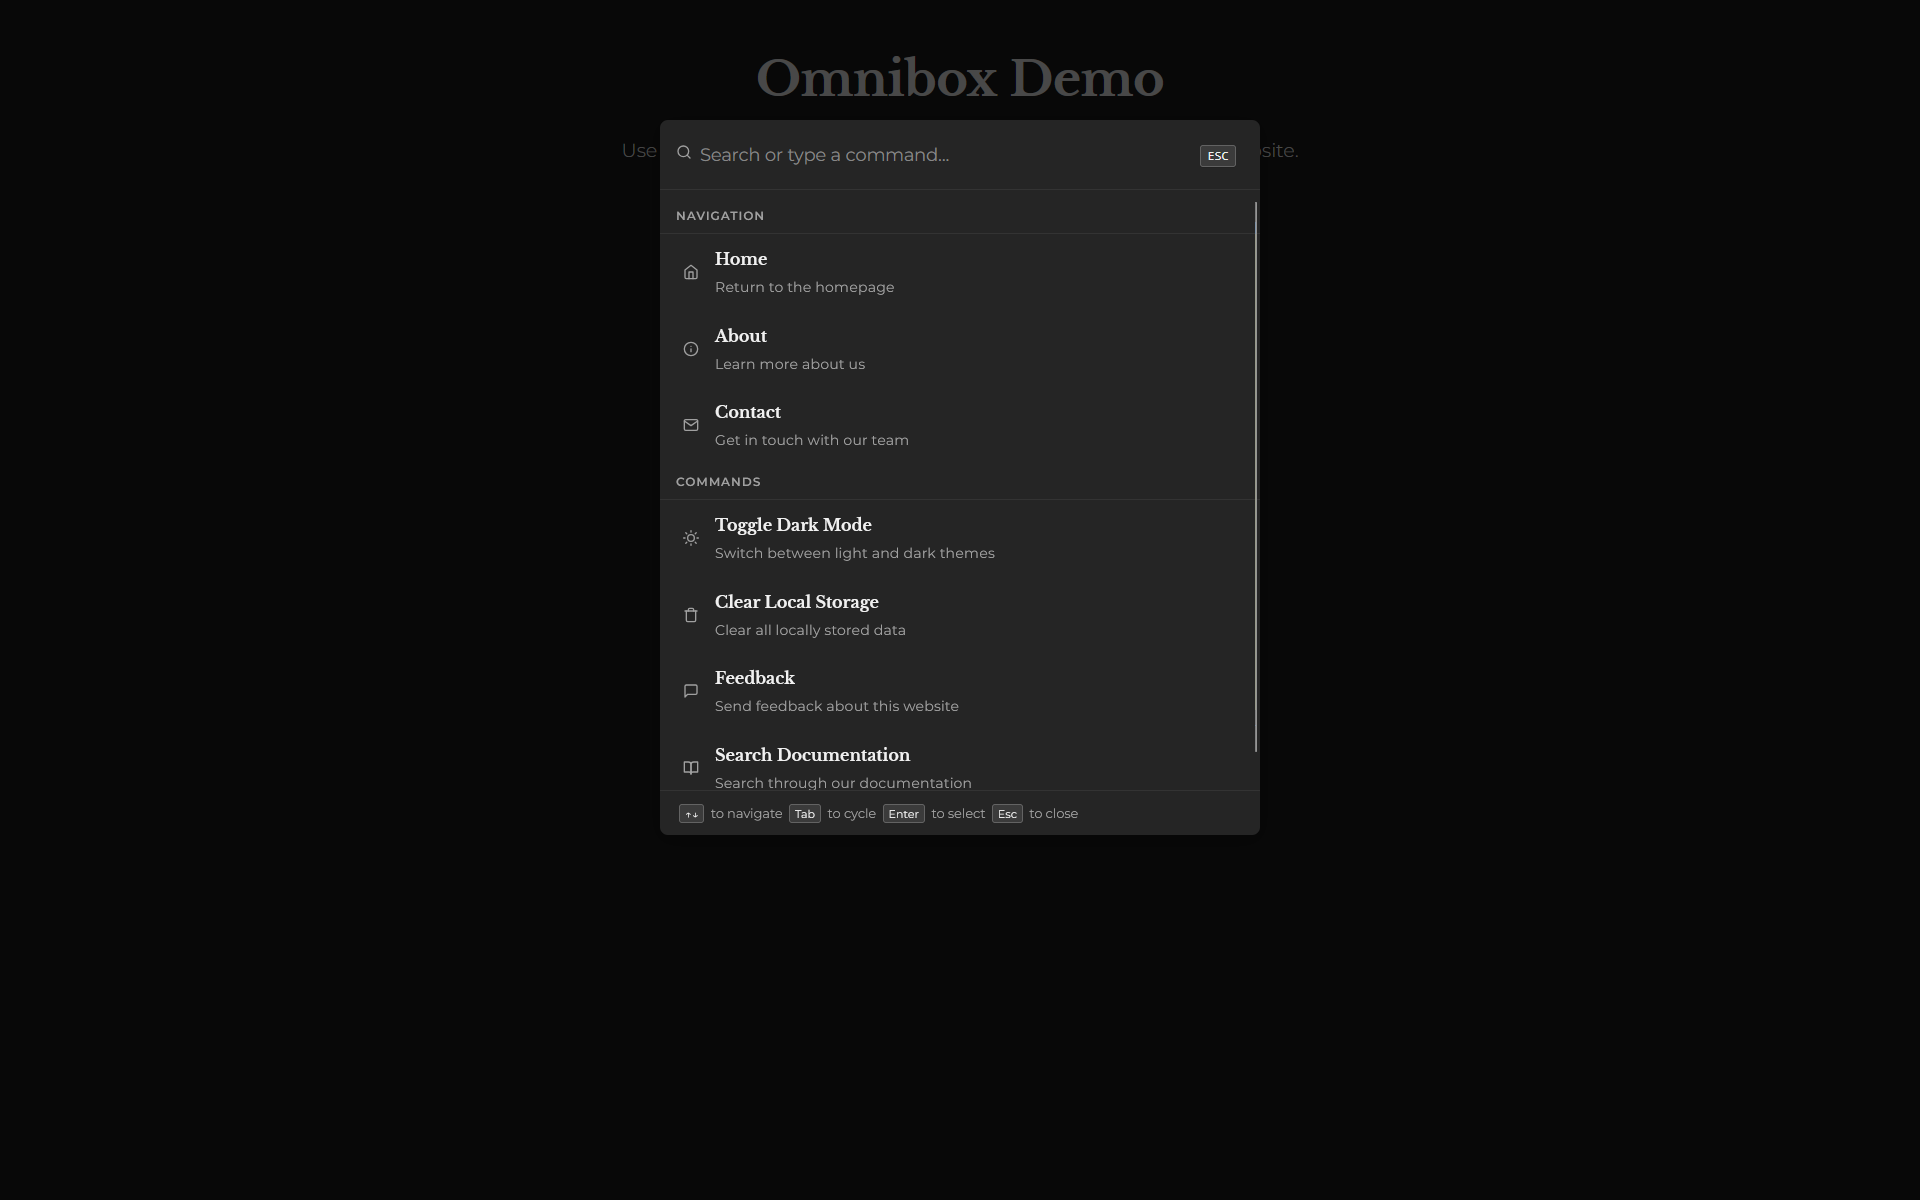 Omnibox Demo
Use
site.
Search or type a command...
ESC
NAVIGATION
Home
Return to the homepage
About
Learn more about us
Contact
Get in touch with our team
COMMANDS
Toggle Dark Mode
Switch between light and dark themes
Clear Local Storage
Clear all locally stored data
Feedback
Send feedback about this website
Search Documentation
Search through our documentation
↑↓ to navigate Tab to cycle Enter to select Esc to close